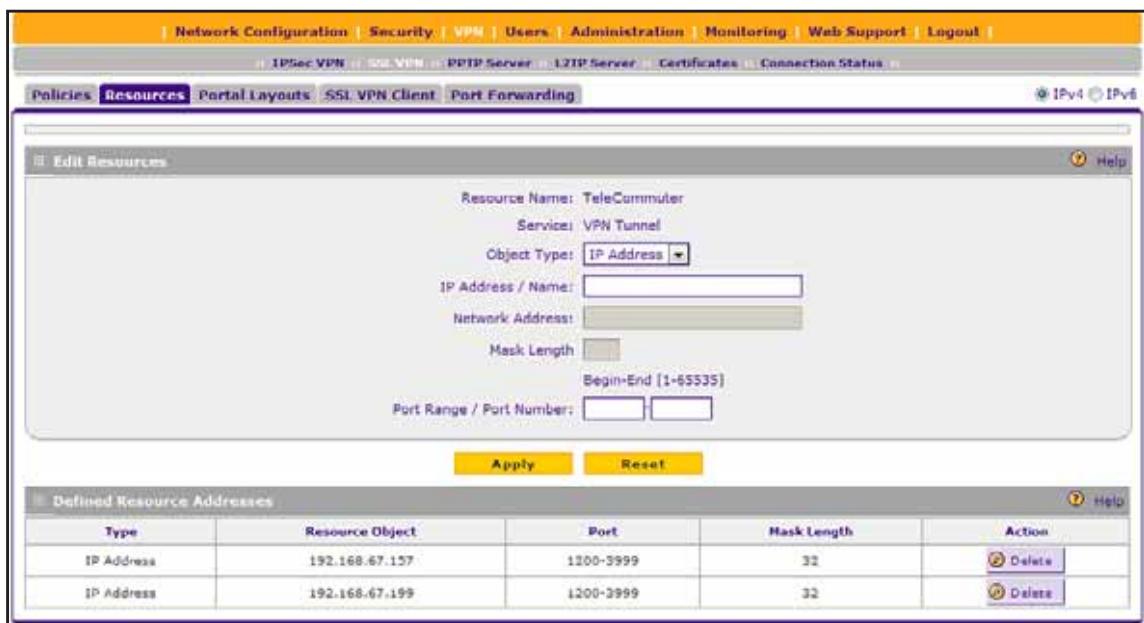 Network Configuration | Security | VPN | Users | Administration | Monitoring | Web Support | Logout |
IPSec VPN SSL VPN PPTP Server L2TP Server Certificates Connection Status
Policies Resources Portal Layouts SSL VPN Client Port Forwarding IPv4 IPv6
Edit Resources Help
Resource Name: TeleCommuter
Service: VPN Tunnel
Object Type: IP Address
IP Address / Name:
Network Address:
Mask Length
Begin-End [1-65535]
Port Range / Port Number: -
Apply Reset
Defined Resource Addresses Help
Type Resource Object Port Mask Length Action
IP Address 192.168.67.157 1200-3999 32 Delete
IP Address 192.168.67.199 1200-3999 32 Delete